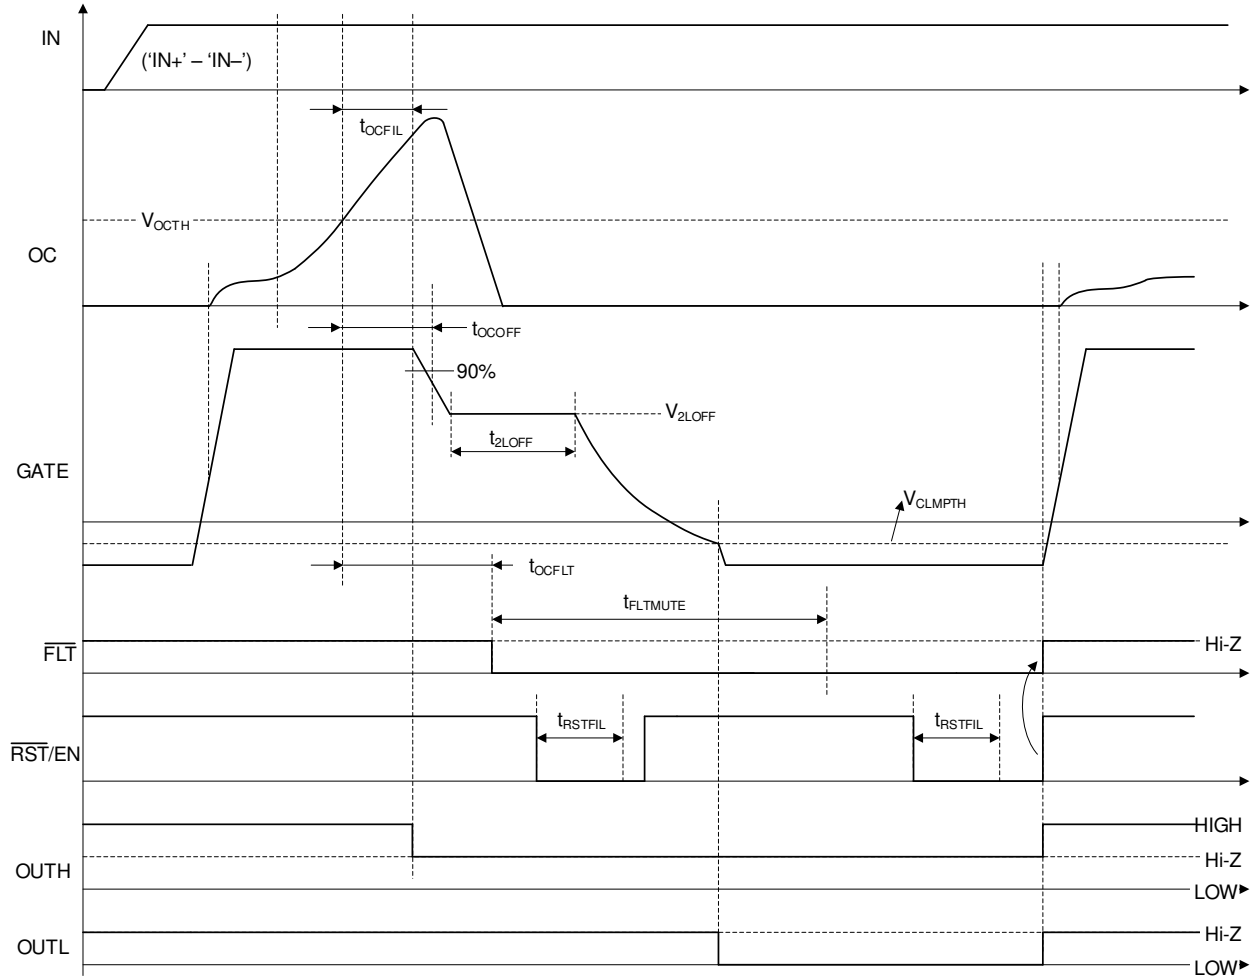 IN
('IN+' – 'IN–')
tOCFIL
VOCTH
OC
tOCOFF
90%
V2LOFF
t2LOFF
GATE
VCLMPTH
tOCFLT
tFLTMUTE
FLT
Hi-Z
tRSTFIL
tRSTFIL
RST/EN
HIGH
OUTH
Hi-Z
LOW
OUTL
Hi-Z
LOW